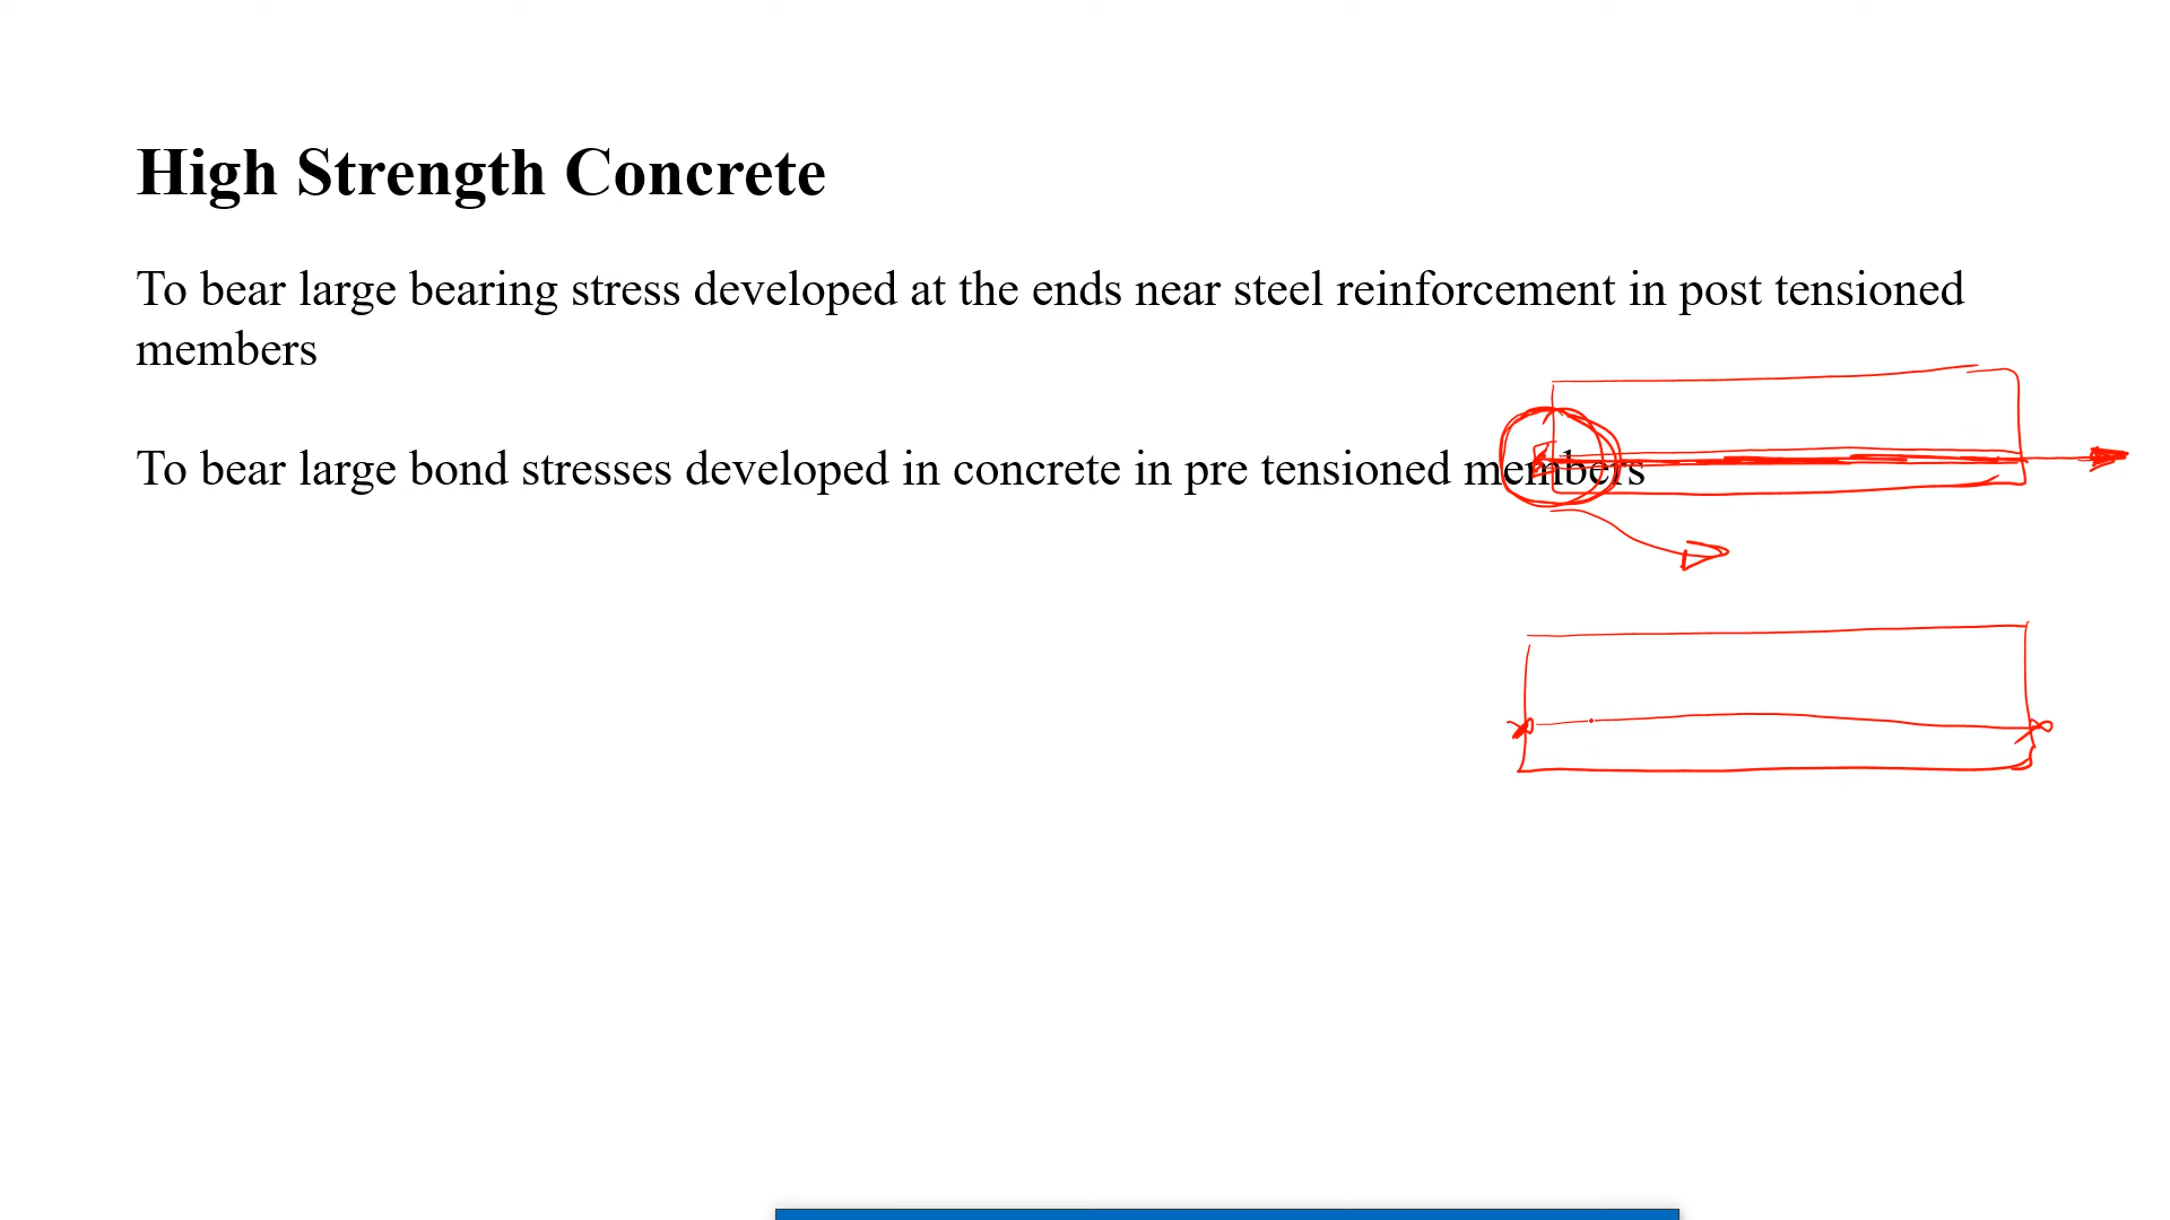 High Strength Concrete
To bear large bearing stress developed at the ends near steel reinforcement in post tensioned
members
To bear large bond stresses developed in concrete in pre tensioned members